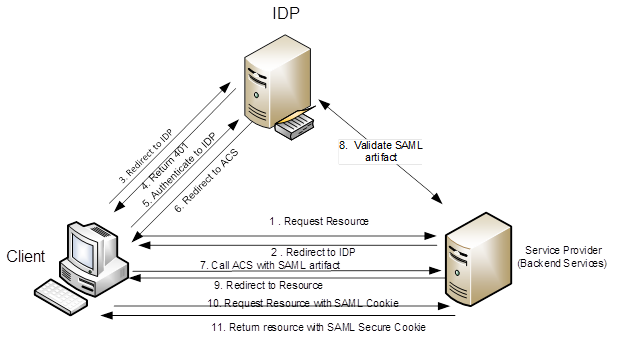 IDP
3. Redirect to IDP
4. Return 401
5. Authenticate to IDP
6. Redirect to ACS
8. Validate SAML
artifact
1 . Request Resource
2 . Redirect to IDP
7. Call ACS with SAML artifact
9. Redirect to Resource
10. Request Resource with SAML Cookie
11. Return resource with SAML Secure Cookie
Client
Service Provider
(Backend Services)